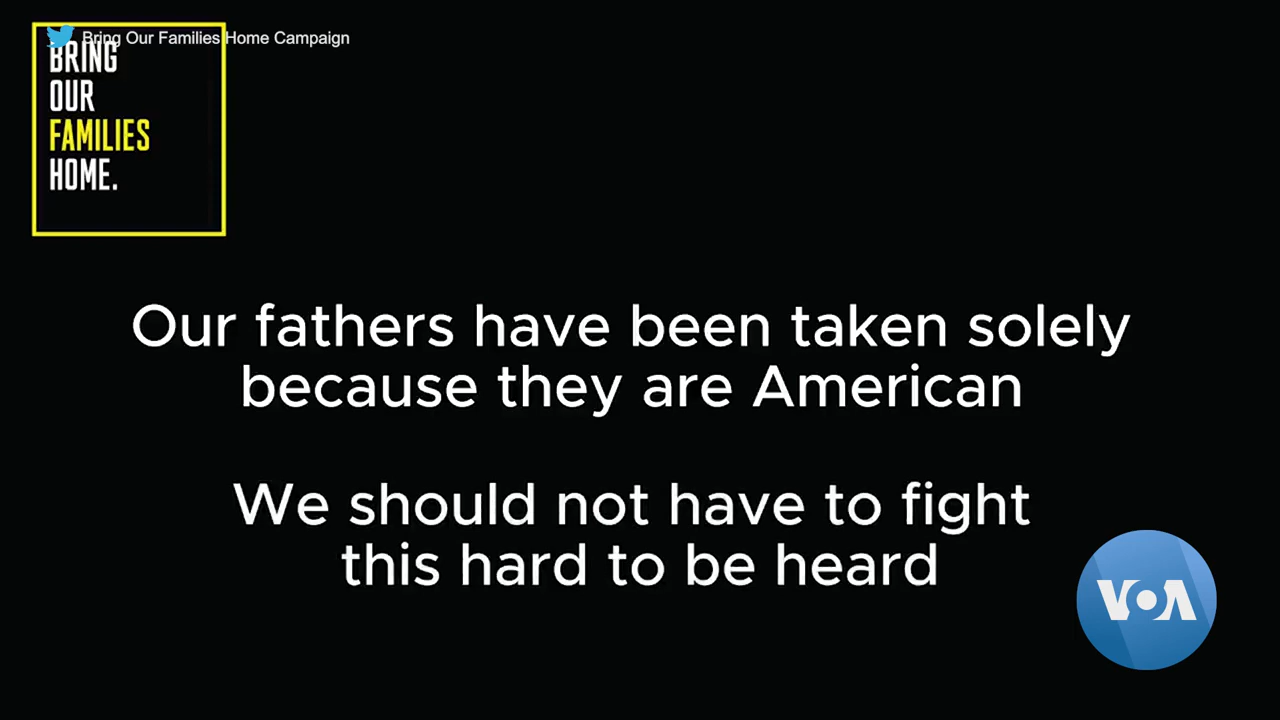 Bring Our Families Home Campaign
BRING
OUR
FAMILIES
HOME.
Our fathers have been taken solely
because they are American
We should not have to fight
this hard to be heard
VOA